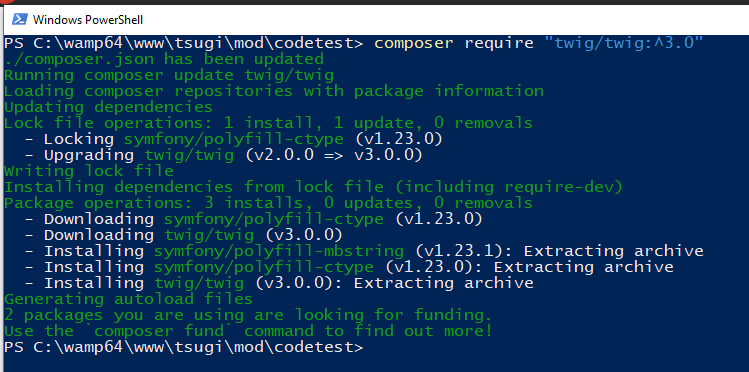 Windows PowerShell
PS C:\wamp64\www\tsugi\mod\codetest> composer require "twig/twig:^3.0"
./composer.json has been updated
Running composer update twig/twig
Loading composer repositories with package information
Updating dependencies
Lock file operations: 1 install, 1 update, 0 removals
  - Locking symfony/polyfill-ctype (v1.23.0)
  - Upgrading twig/twig (v2.0.0 => v3.0.0)
Writing lock file
Installing dependencies from lock file (including require-dev)
Package operations: 3 installs, 0 updates, 0 removals
  - Downloading symfony/polyfill-ctype (v1.23.0)
  - Downloading twig/twig (v3.0.0)
  - Installing symfony/polyfill-mbstring (v1.23.1): Extracting archive
  - Installing symfony/polyfill-ctype (v1.23.0): Extracting archive
  - Installing twig/twig (v3.0.0): Extracting archive
Generating autoload files
2 packages you are using are looking for funding.
Use the `composer fund` command to find out more!
PS C:\wamp64\www\tsugi\mod\codetest>